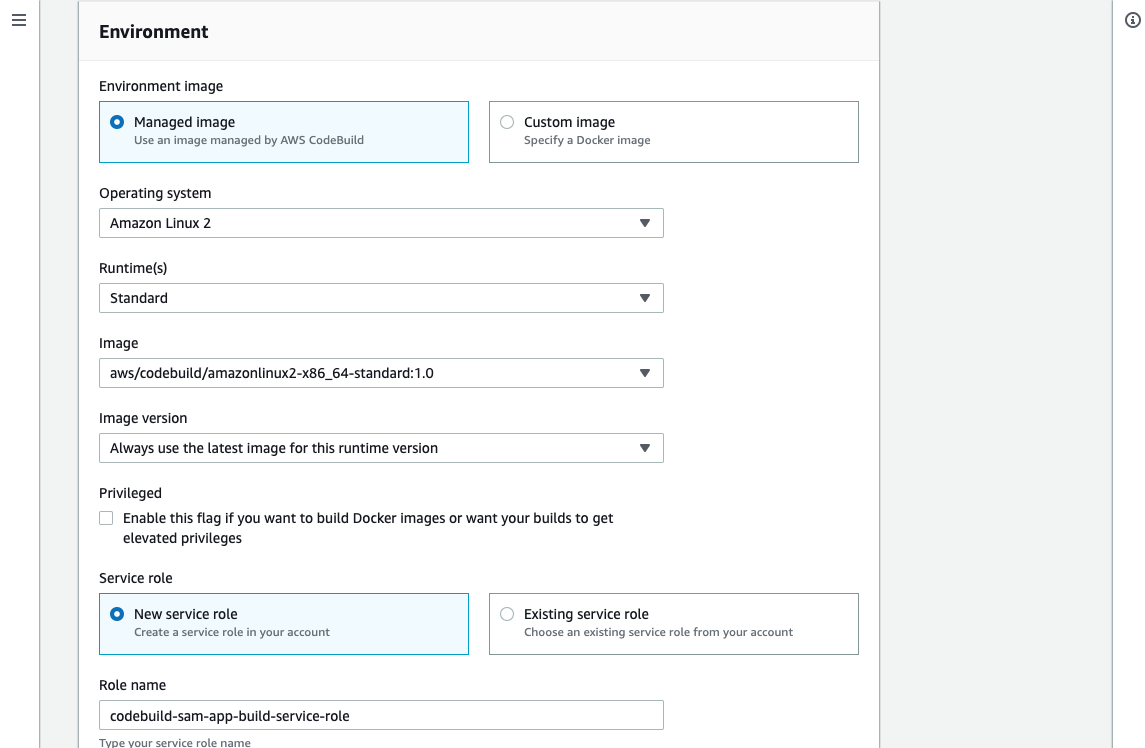 Environment
Environment image
Managed image
Use an image managed by AWS CodeBuild
Custom image
Specify a Docker image
Operating system
Amazon Linux 2
Runtime(s)
Standard
Image
aws/codebuild/amazonlinux2-x86_64-standard:1.0
Image version
Always use the latest image for this runtime version
Privileged
Enable this flag if you want to build Docker images or want your builds to get
elevated privileges
Service role
New service role
Create a service role in your account
Existing service role
Choose an existing service role from your account
Role name
codebuild-sam-app-build-service-role
Type your service role name